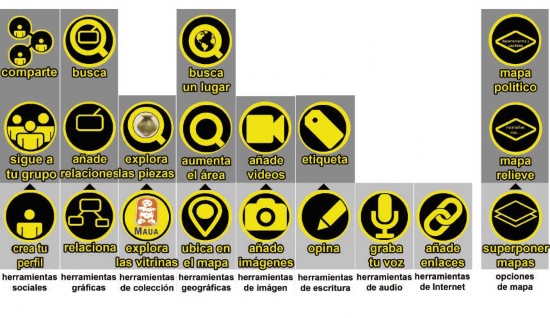 comparte
busca
busca
un lugar
mapa
político
sigue a
tu grupo
añade
relaciones
explora
las piezas
aumenta
el área
añade
videos
etiqueta
mapa
relieve
crea tu
perfil
relaciona
MAUA
explora
las vitrinas
ubica en
el mapa
añade
imágenes
opina
graba
tu voz
añade
enlaces
superponer
mapas
herramientas
sociales
herramientas
gráficas
herramientas
de colección
herramientas
geográficas
herramientas
de imágen
herramientas
de escritura
herramientas
de audio
herramientas
de Internet
opciones
de mapa